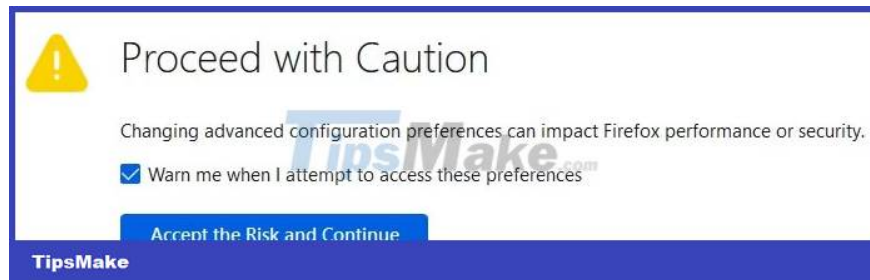 Proceed with Caution
Changing advanced configuration preferences can impact Firefox performance or security.
TipsMake.com
Warn me when I attempt to access these preferences
Accept the Risk and Continue
TipsMake